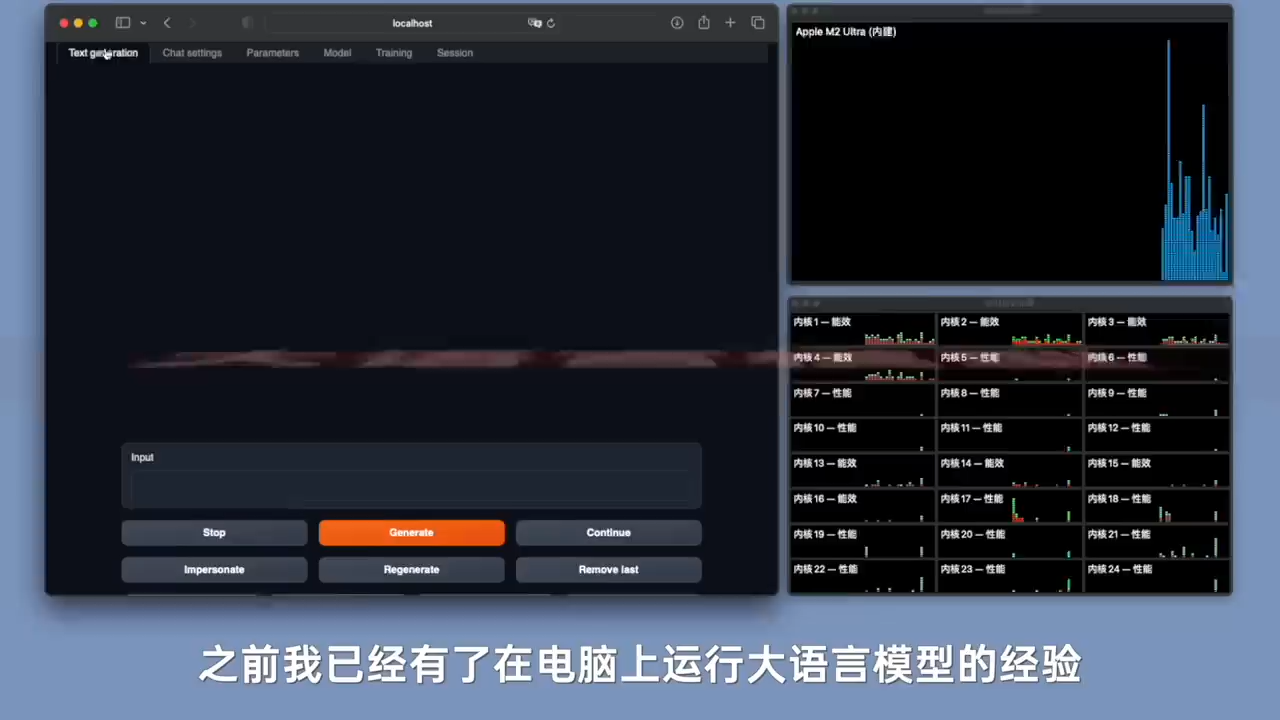 localhost
Text generation Chat settings Parameters Model Training Session
Input
Stop Generate Continue
Impersonate Regenerate Remove last
Apple M2 Ultra (内建)
内核 1 — 能效 内核 2 — 能效 内核 3 — 能效
内核 4 — 能效 内核 5 — 性能 内核 6 — 性能
内核 7 — 性能 内核 8 — 性能 内核 9 — 性能
内核 10 — 性能 内核 11 — 性能 内核 12 — 性能
内核 13 — 能效 内核 14 — 能效 内核 15 — 能效
内核 16 — 能效 内核 17 — 性能 内核 18 — 性能
内核 19 — 性能 内核 20 — 性能 内核 21 — 性能
内核 22 — 性能 内核 23 — 性能 内核 24 — 性能
之前我已经有了在电脑上运行大语言模型的经验